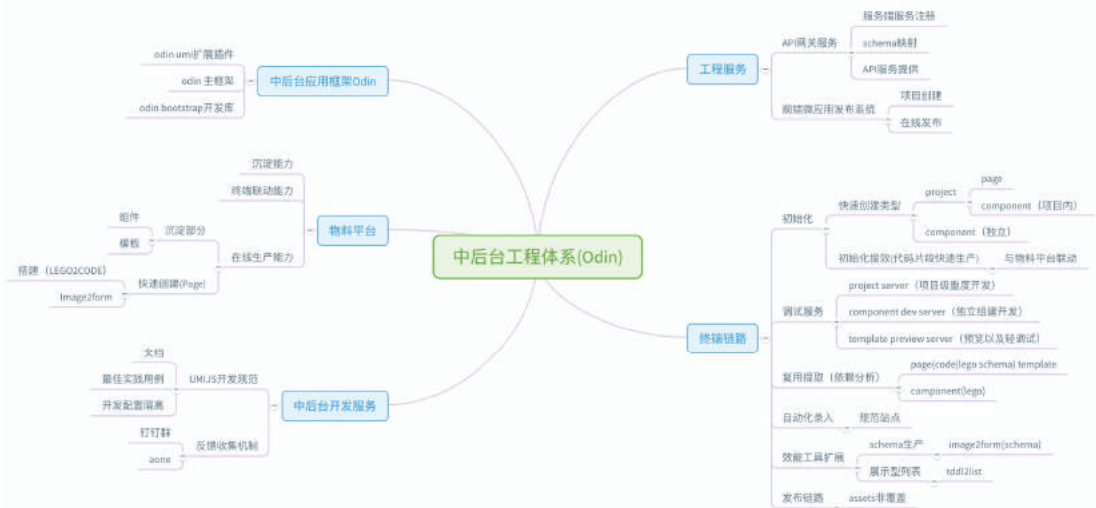 中后台工程体系(Odin)
中后台应用框架Odin
odin umi扩展插件
odin 主框架
odin bootstrap开发库
物料平台
沉淀能力
终端联动能力
在线生产能力
沉淀部分
组件
模板
快速创建(Page)
搭建（LEGO2CODE）
Image2form
中后台开发服务
UMIJS开发规范
文档
最佳实践用例
开发配置隔离
反馈收集机制
钉钉群
aone
工程服务
API网关服务
服务端服务注册
schema映射
API服务提供
前端微应用发布系统
项目创建
在线发布
终端链路
初始化
快速创建类型
project
page
component（项目内）
component（独立）
初始化提效(代码片段快速生产)
与物料平台联动
调试服务
project server（项目级重度开发）
component dev server（独立组建开发）
template preview server（预览以及轻调试）
复用提取（依赖分析）
page(code|lego schema) template
component(lego)
自动化录入
规范站点
效能工具扩展
schema生产
image2form(schema)
展示型列表
tddl2list
发布链路
assets非覆盖